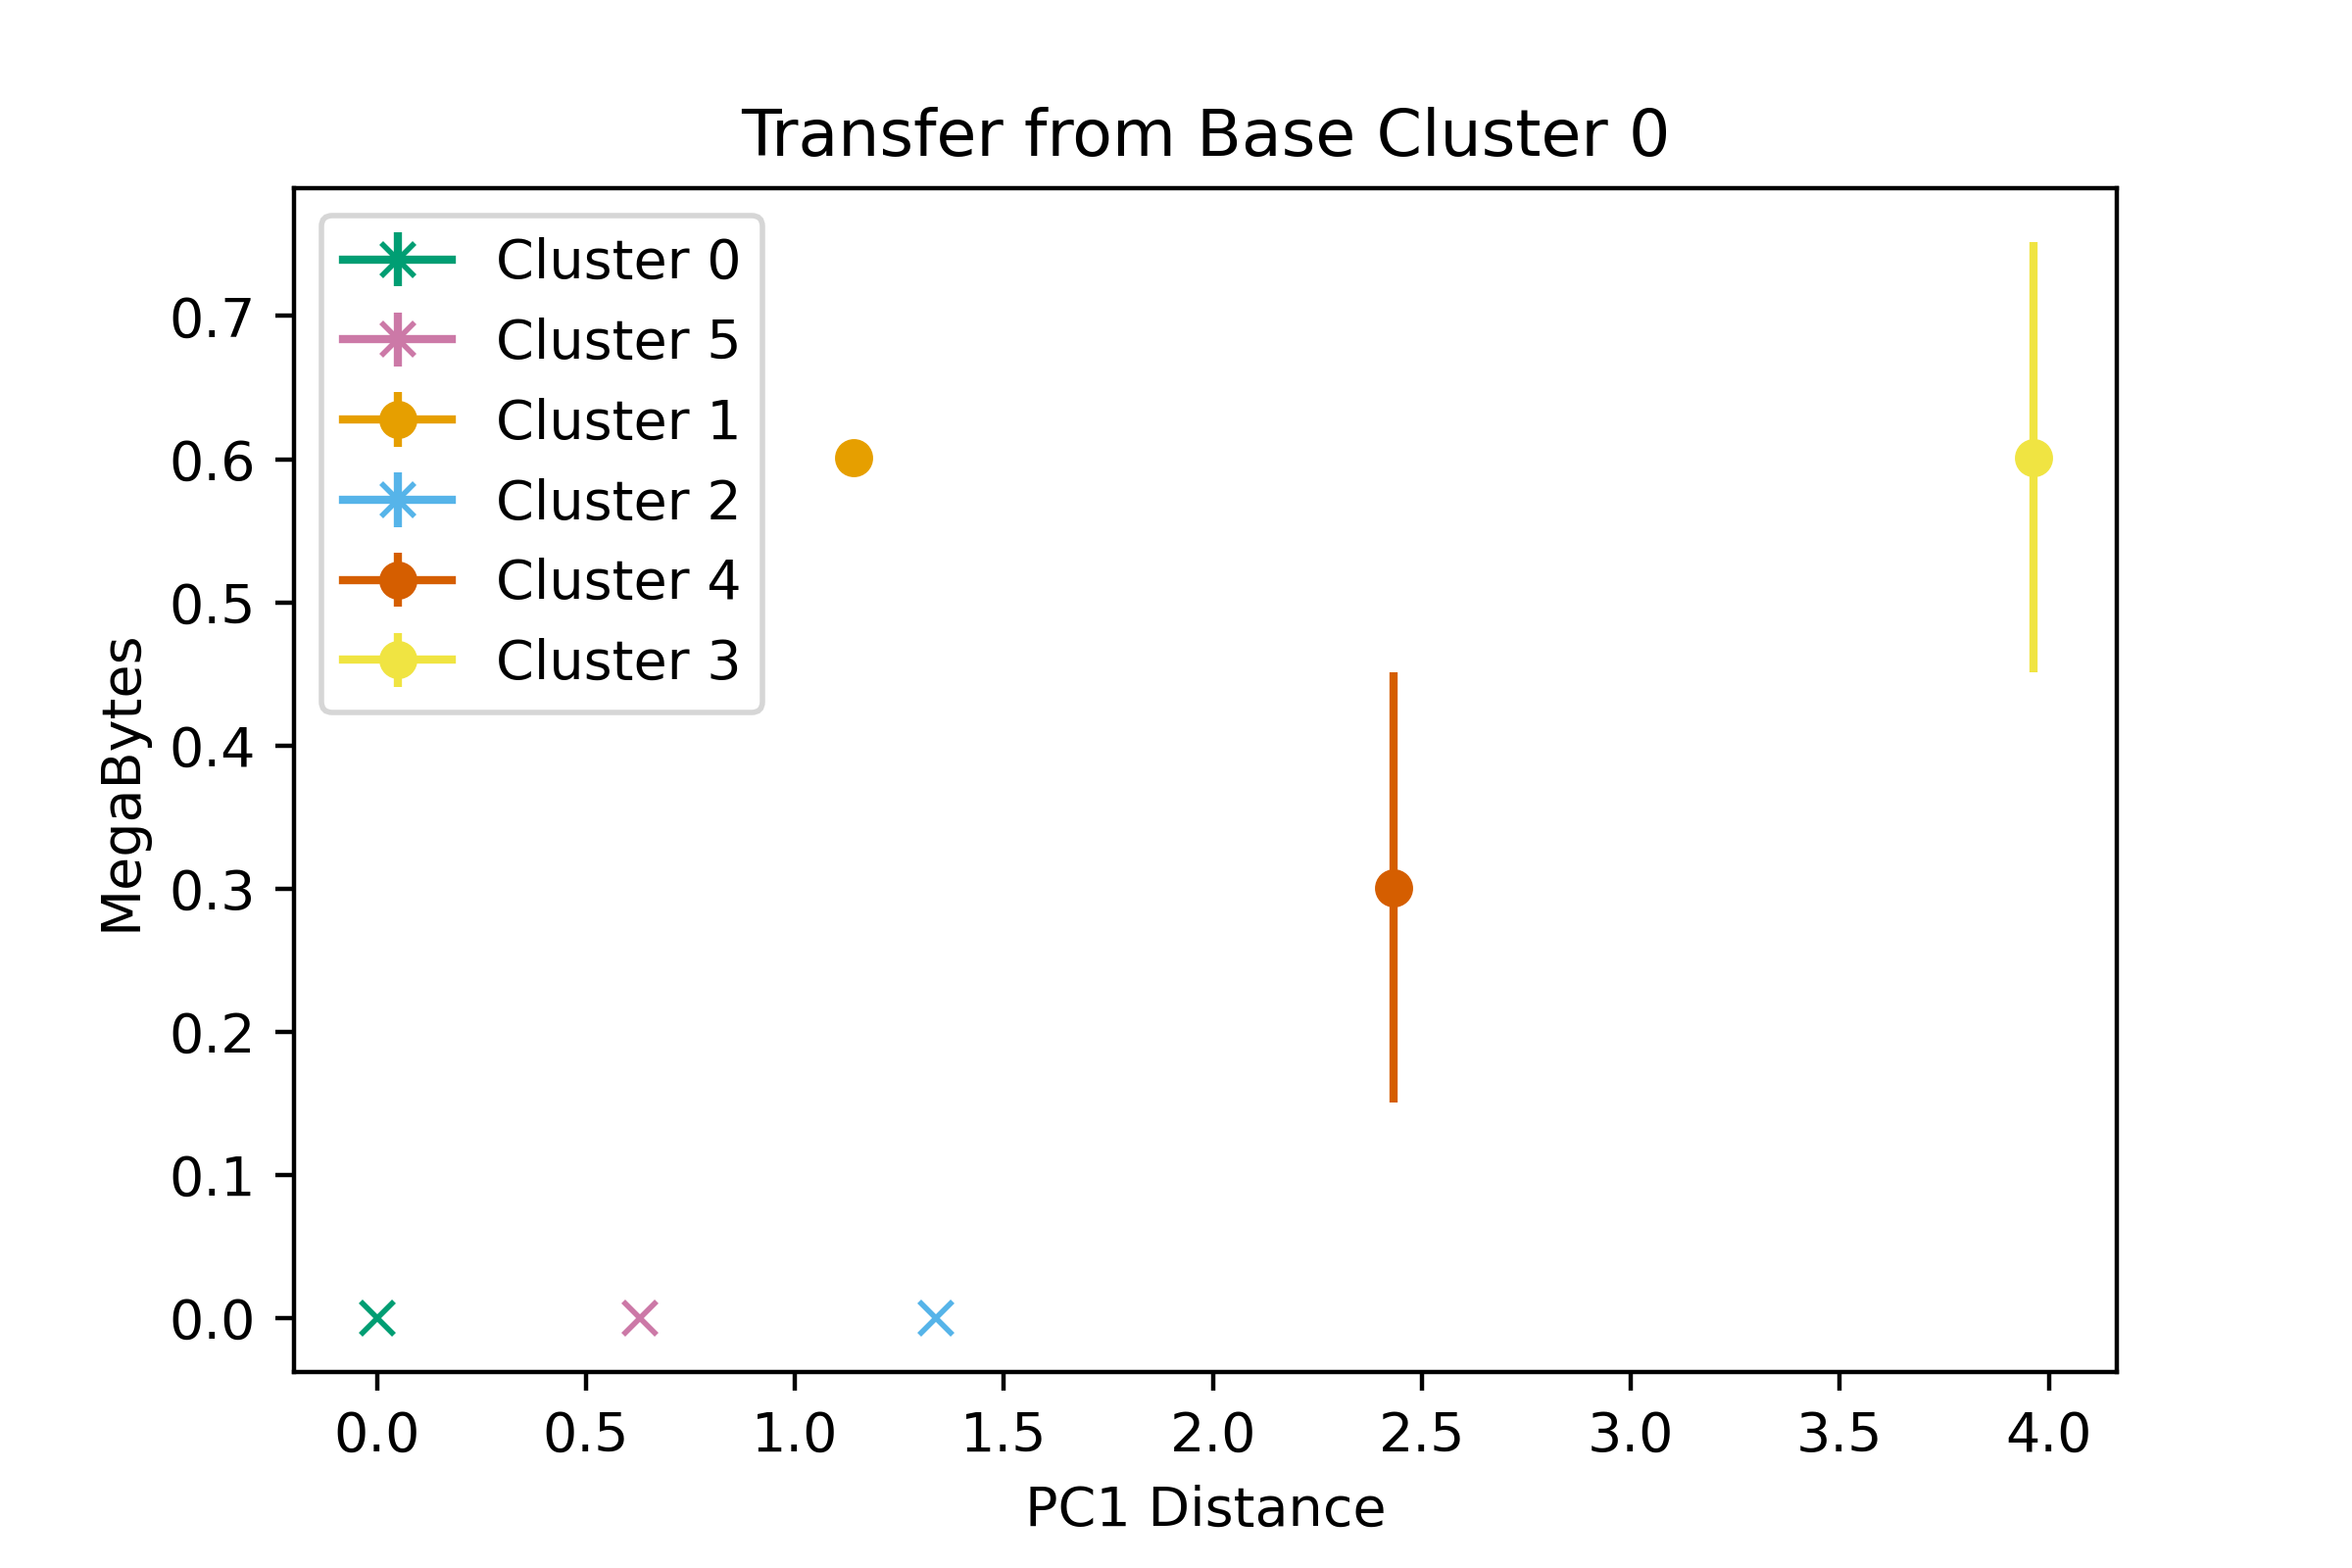 Transfer from Base Cluster 0
Cluster 0
Cluster 5
Cluster 1
Cluster 2
Cluster 4
Cluster 3
MegaBytes
0.7
0.6
0.5
0.4
0.3
0.2
0.1
0.0
0.0 0.5 1.0 1.5 2.0 2.5 3.0 3.5 4.0
PC1 Distance